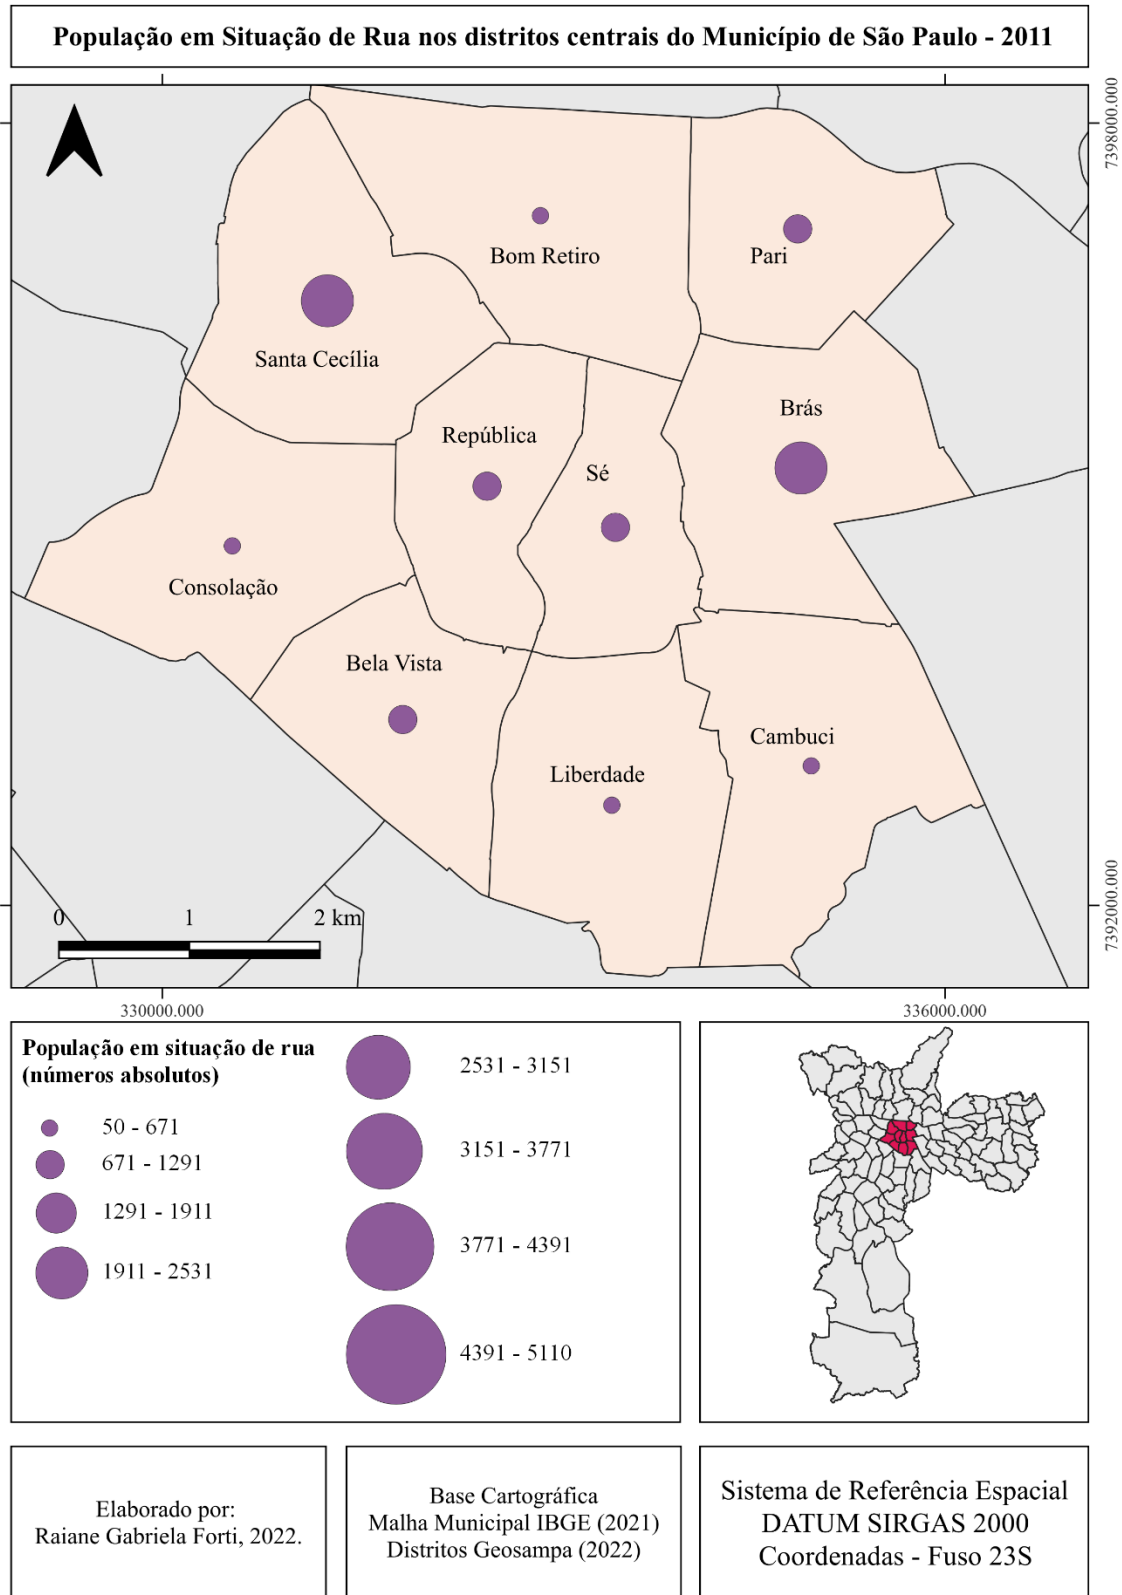 População em Situação de Rua nos distritos centrais do Município de São Paulo - 2011
7398000.000
Bom Retiro
Pari
Santa Cecília
Brás
República
Sé
Consolação
Bela Vista
Cambuci
Liberdade
7392000.000
0 1 2 km
330000.000 336000.000
População em situação de rua
(números absolutos)
50 - 671
671 - 1291
1291 - 1911
1911 - 2531
2531 - 3151
3151 - 3771
3771 - 4391
4391 - 5110
Elaborado por:
Raiane Gabriela Forti, 2022.
Base Cartográfica
Malha Municipal IBGE (2021)
Distritos Geosampa (2022)
Sistema de Referência Espacial
DATUM SIRGAS 2000
Coordenadas - Fuso 23S